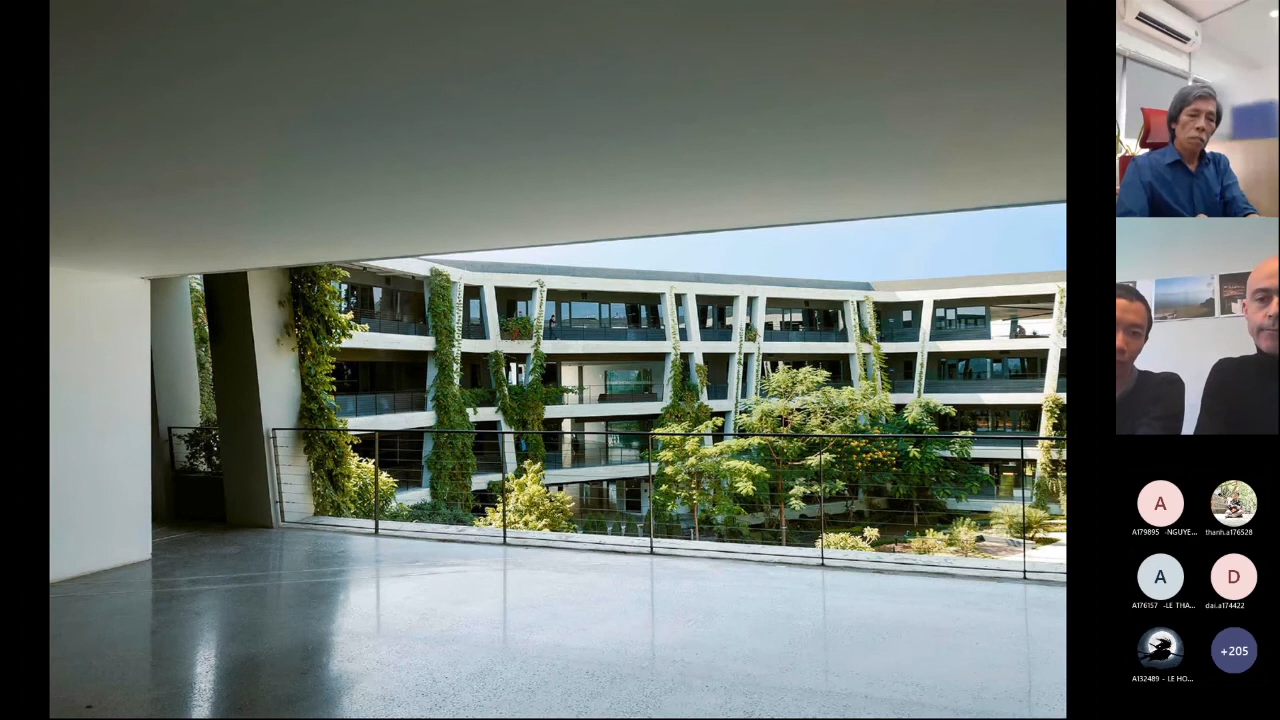 A
A179895 -NGUYE...
thanh.a176528
A
A176157 -LE THA...
D
dai.a174422
A132489 - LE HO...
+205